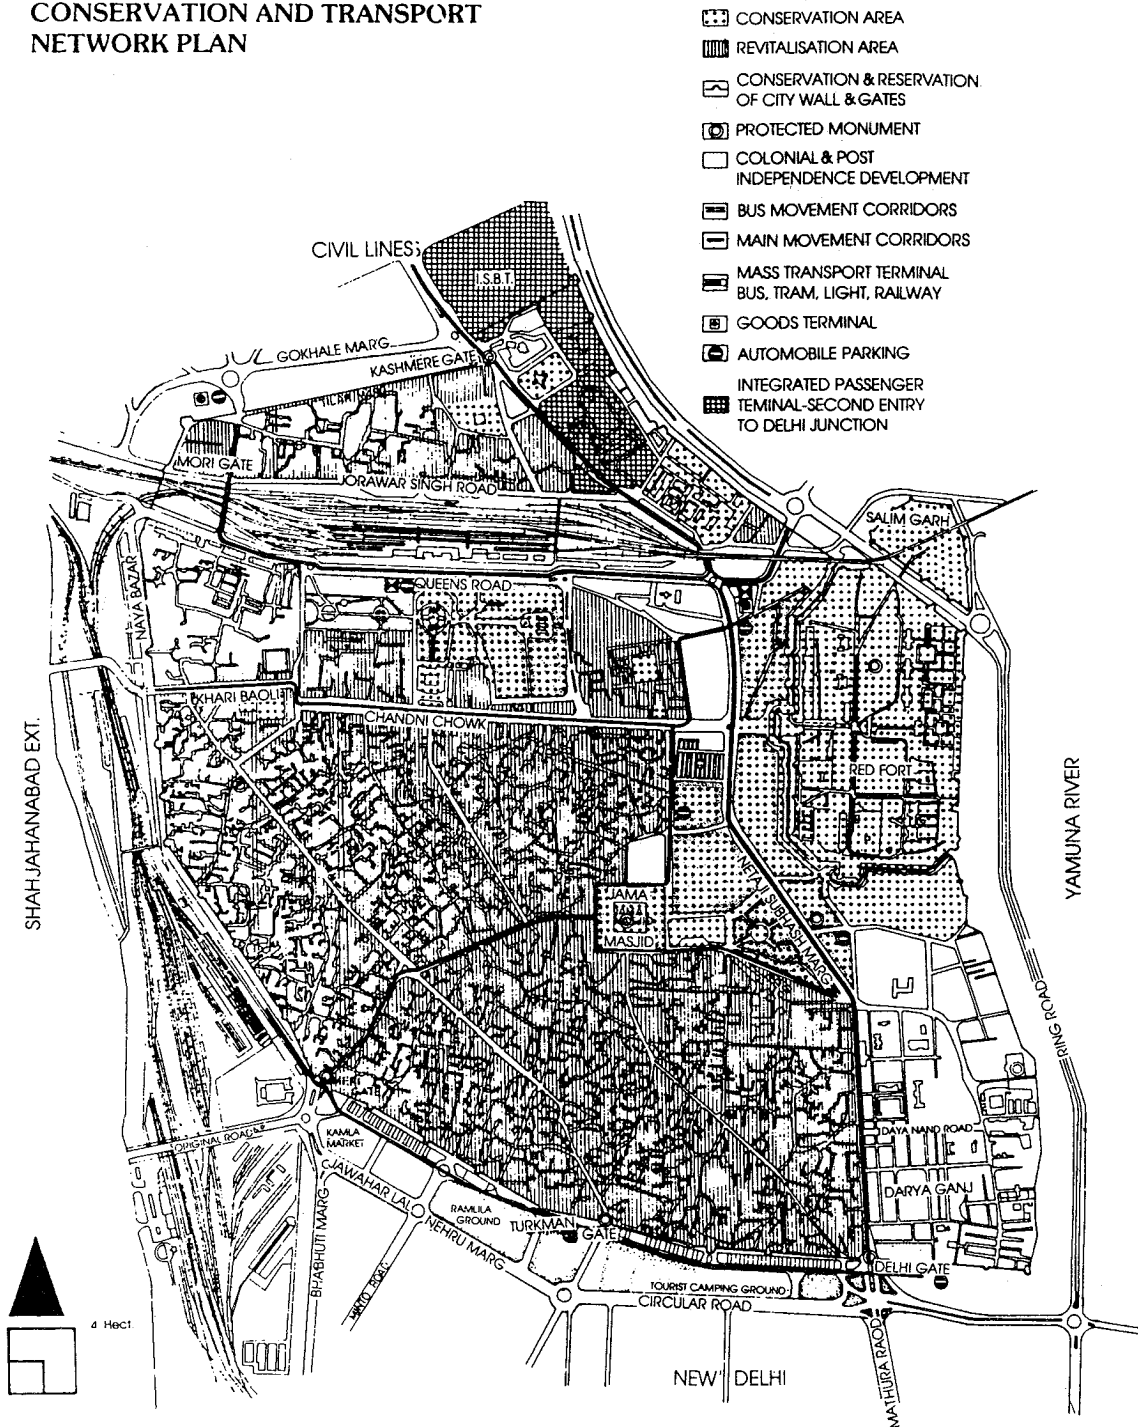 CONSERVATION AND TRANSPORT
NETWORK PLAN
CONSERVATION AREA
REVITALISATION AREA
CONSERVATION & RESERVATION
OF CITY WALL & GATES
PROTECTED MONUMENT
COLONIAL & POST
INDEPENDENCE DEVELOPMENT
BUS MOVEMENT CORRIDORS
MAIN MOVEMENT CORRIDORS
MASS TRANSPORT TERMINAL
BUS, TRAM, LIGHT, RAILWAY
GOODS TERMINAL
AUTOMOBILE PARKING
INTEGRATED PASSENGER
TEMINAL-SECOND ENTRY
TO DELHI JUNCTION
CIVIL LINES
I.S.B.T.
GOKHALE MARG
KASHMERE GATE
MORI GATE
JORAWAR SINGH ROAD
SALIM GARH
NAYA BAZAR
QUEENS ROAD
KHARI BAOLI
CHANDNI CHOWK
SHAHJAHANABAD EXT.
RED FORT
YAMUNA RIVER
JAMA
MASJID
NETAJI SUBHASH MARG
RING ROAD
ORIGINAL ROAD
KAMLA
MARKET
DAYA NAND ROAD
DARYA GANJ
JAWAHAR LAL NEHRU MARG
RAMLILA
GROUND
TURKMAN
GATE
BHABHUTI MARG
MINTO ROAD
DELHI GATE
TOURIST CAMPING GROUND
CIRCULAR ROAD
4 Hect.
NEW DELHI
MATHURA RAOD